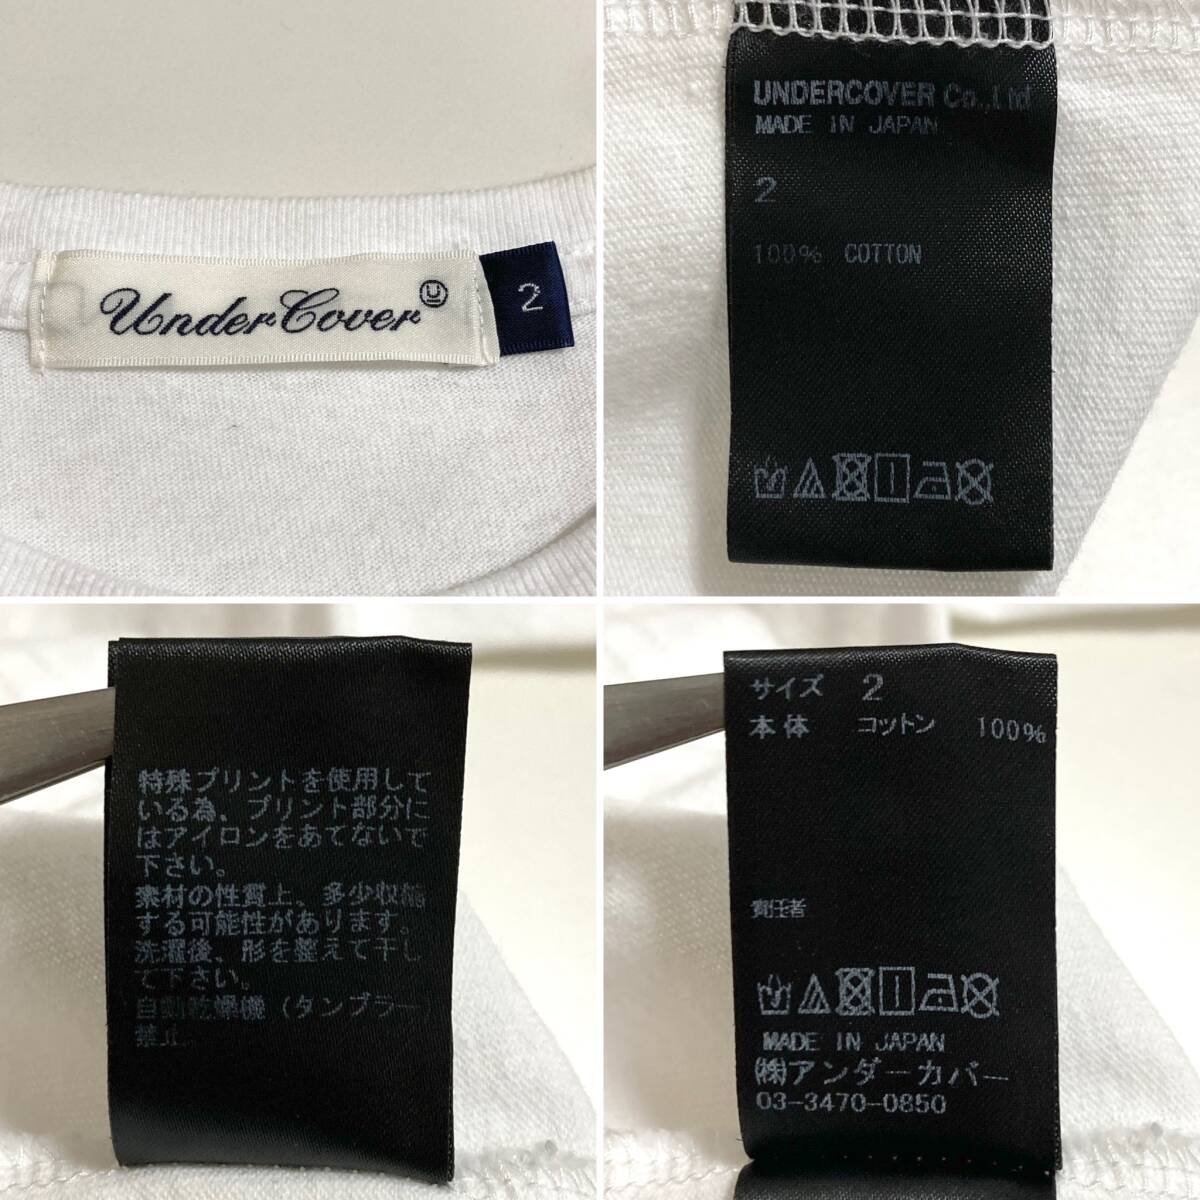 UnderCover U
2
UNDERCOVER Co.,Ltd
MADE IN JAPAN
2
100% COTTON
特殊プリントを使用して
いる為、プリント部分に
はアイロンをあてないで
下さい。
素材の性質上、多少収縮
する可能性があります。
洗濯後、形を整えて干し
て下さい。
自動乾燥機(タンブラー)
禁止
サイズ 2
本体 コットン 100%
責任者
MADE IN JAPAN
㈱アンダーカバー
03-3470-0850